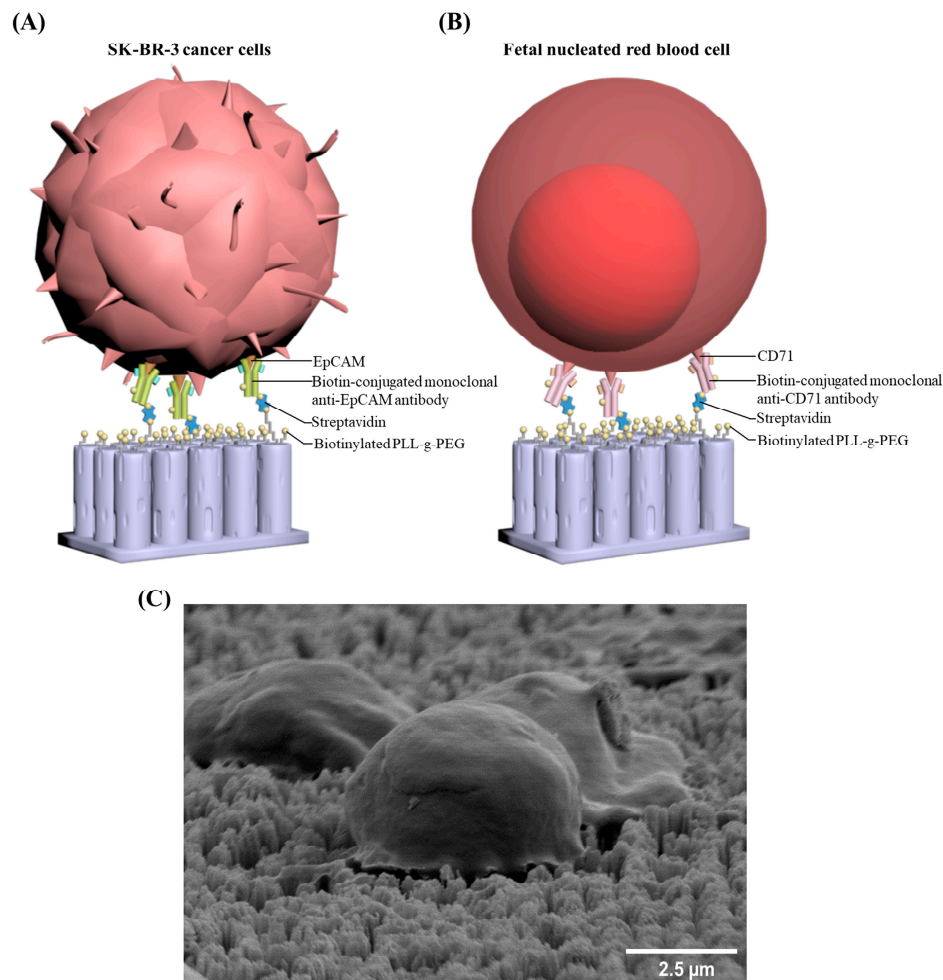 (A)
SK-BR-3 cancer cells
EpCAM
Biotin-conjugated monoclonal
anti-EpCAM antibody
Streptavidin
Biotinylated PLL-g-PEG
(B)
Fetal nucleated red blood cell
CD71
Biotin-conjugated monoclonal
anti-CD71 antibody
Streptavidin
Biotinylated PLL-g-PEG
(C)
2.5 µm